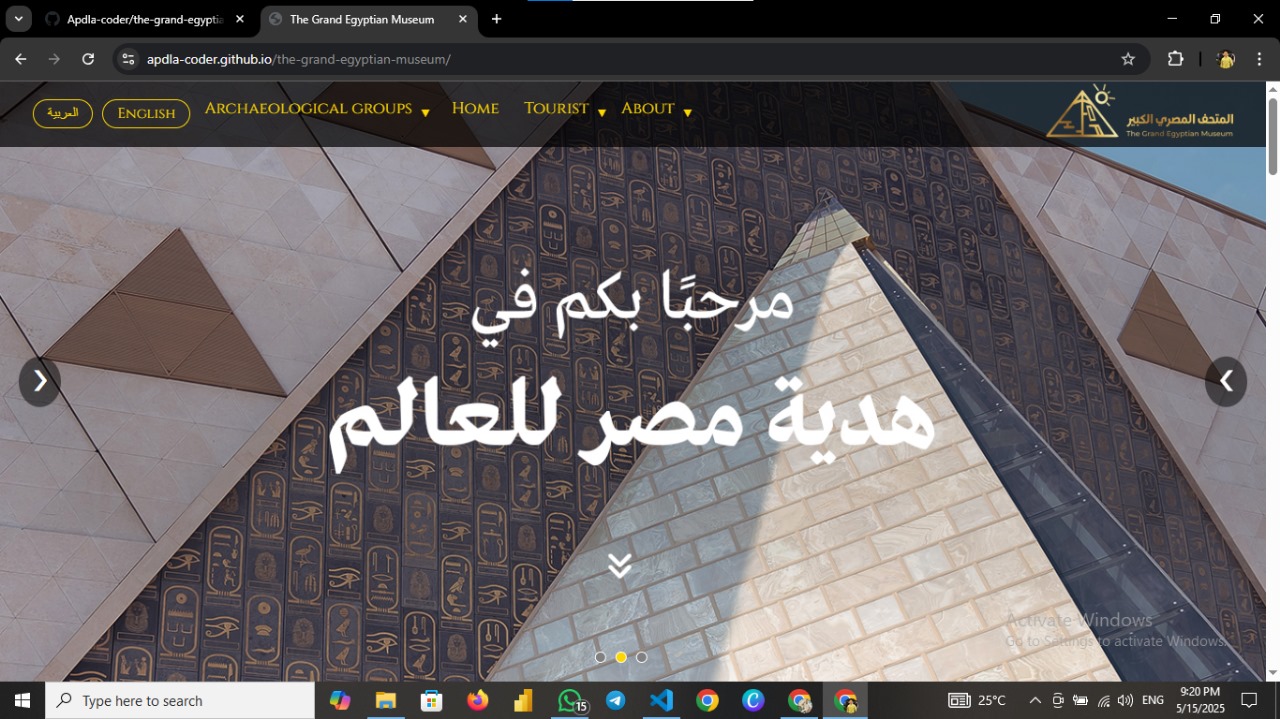 Apdla-coder/the-grand-egyptia
The Grand Egyptian Museum
apdla-coder.github.io/the-grand-egyptian-museum/
العربية
English
Archaeological groups
Home
Tourist
About
المتحف المصري الكبير
The Grand Egyptian Museum
مرحبًا بكم في
هدية مصر للعالم
Activate Windows
Go to Settings to activate Windows.
Type here to search
15
25°C
ENG
9:20 PM
5/15/2025